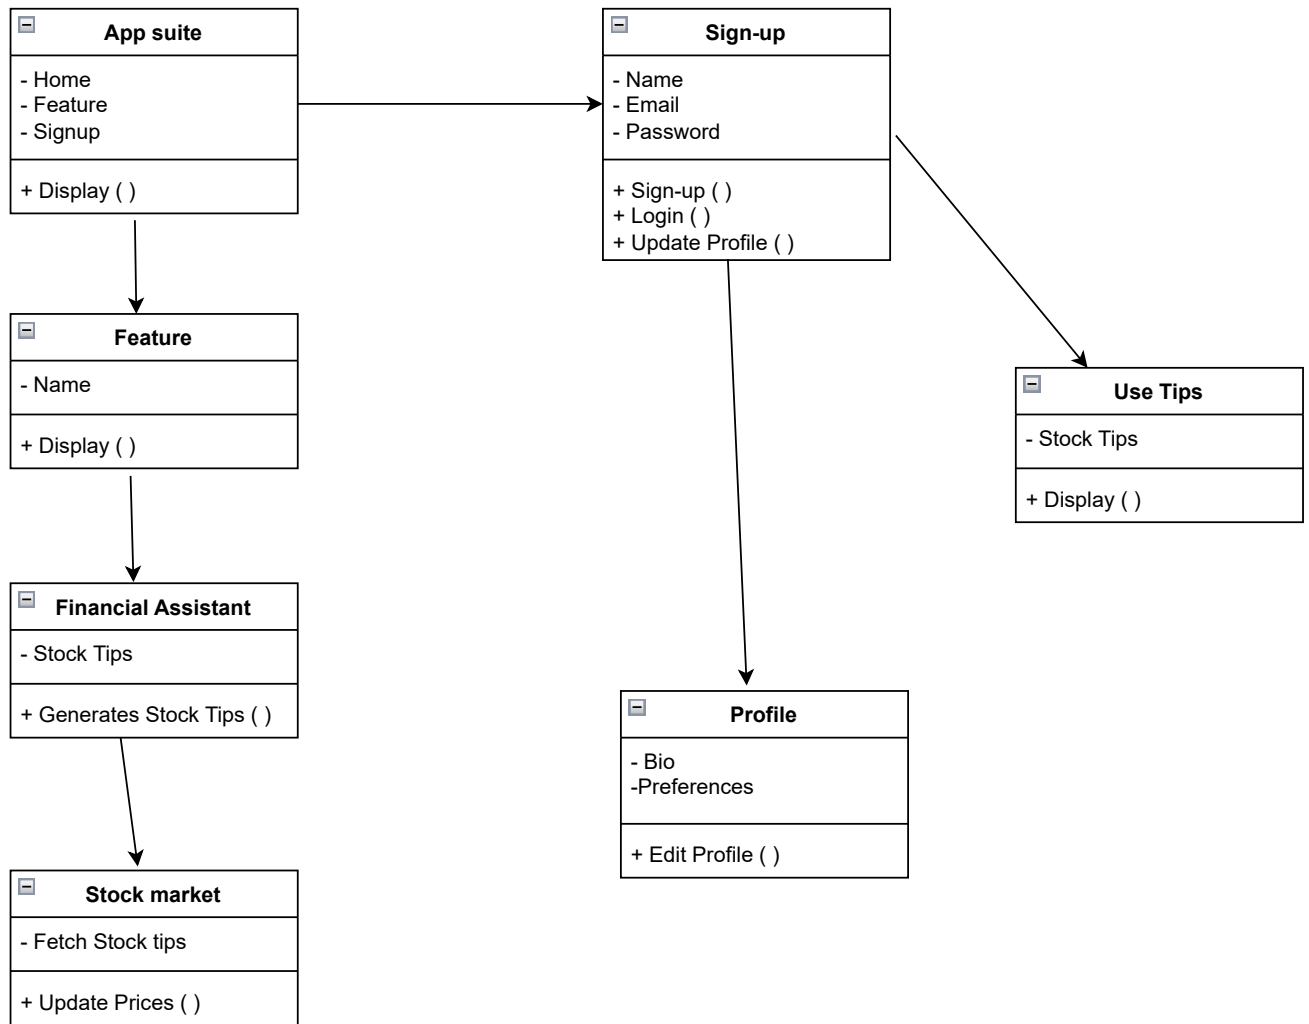 App suite
- Home
- Feature
- Signup
+ Display ( )
Sign-up
- Name
- Email
- Password
+ Sign-up ( )
+ Login ( )
+ Update Profile ( )
Feature
- Name
+ Display ( )
Use Tips
- Stock Tips
+ Display ( )
Financial Assistant
- Stock Tips
+ Generates Stock Tips ( )
Profile
- Bio
-Preferences
+ Edit Profile ( )
Stock market
- Fetch Stock tips
+ Update Prices ( )